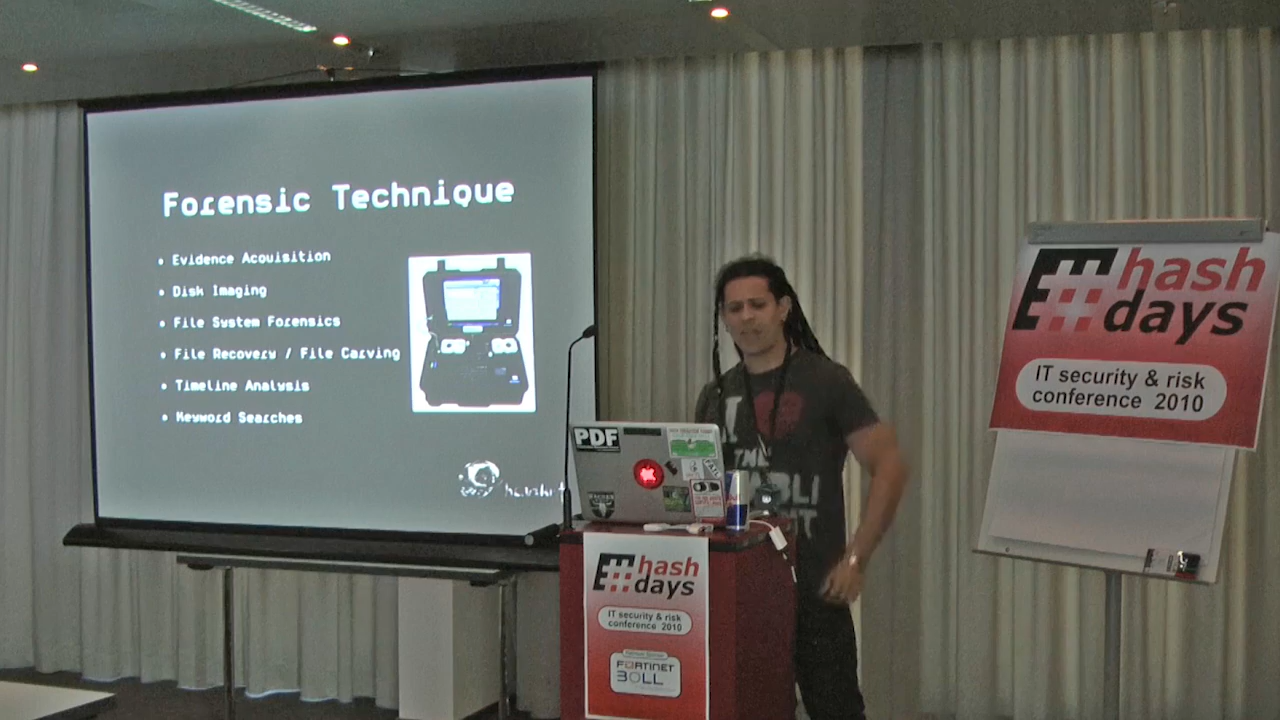 Forensic Technique
• Evidence Acquisition
• Disk Imaging
• File System Forensics
• File Recovery / File Carving
• Timeline Analysis
• Keyword Searches
PDF
I
THE
hash
days
IT security & risk
conference 2010
FORTINET
BOLL
hash
days
IT security & risk
conference 2010